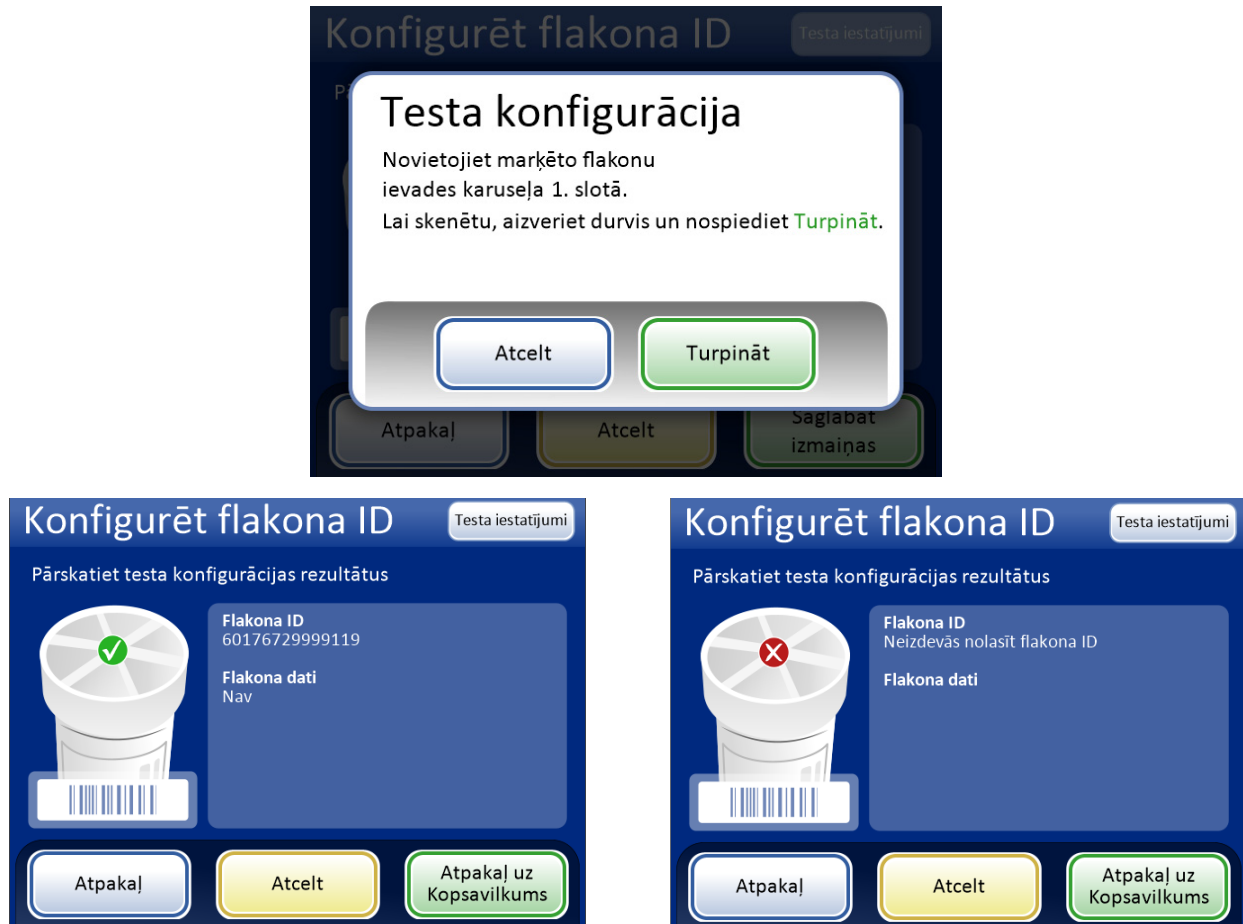 Konfigurēt flakona ID
Testa iestatījumi
Testa konfigurācija
Novietojiet marķēto flakonu
ievades karuseļa 1. slotā.
Lai skenētu, aizveriet durvis un nospiediet Turpināt.
Atcelt
Turpināt
Atpakaļ
Atcelt
Saglabāt
izmaiņas
Konfigurēt flakona ID
Testa iestatījumi
Pārskatiet testa konfigurācijas rezultātus
Flakona ID
60176729999119
Flakona dati
Nav
Atpakaļ
Atcelt
Atpakaļ uz
Kopsavilkums
Konfigurēt flakona ID
Testa iestatījumi
Pārskatiet testa konfigurācijas rezultātus
Flakona ID
Neizdevās nolasīt flakona ID
Flakona dati
Atpakaļ
Atcelt
Atpakaļ uz
Kopsavilkums